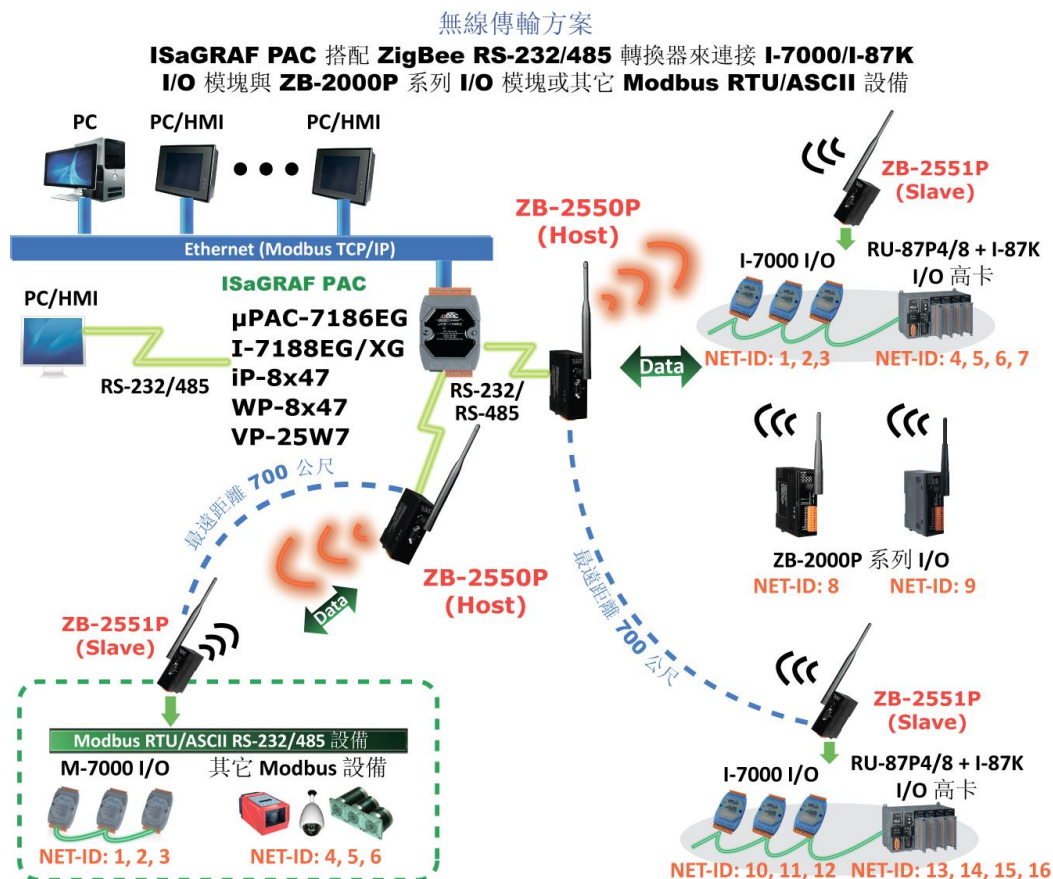 無線傳輸方案
ISaGRAF PAC 搭配 ZigBee RS-232/485 轉換器來連接 I-7000/I-87K
I/O 模塊與 ZB-2000P 系列 I/O 模塊或其它 Modbus RTU/ASCII 設備
PC
PC/HMI
PC/HMI
Ethernet (Modbus TCP/IP)
ZB-2550P
(Host)
ZB-2551P
(Slave)
I-7000 I/O
RU-87P4/8 + I-87K
I/O 高卡
NET-ID: 1, 2,3
NET-ID: 4, 5, 6, 7
Data
PC/HMI
RS-232/485
ISaGRAF PAC
µPAC-7186EG
I-7188EG/XG
iP-8x47
WP-8x47
VP-25W7
RS-232/
RS-485
最遠距離 700 公尺
ZB-2550P
(Host)
Data
最遠距離 700 公尺
ZB-2000P 系列 I/O
NET-ID: 8
NET-ID: 9
ZB-2551P
(Slave)
Modbus RTU/ASCII RS-232/485 設備
M-7000 I/O
其它 Modbus 設備
NET-ID: 1, 2, 3
NET-ID: 4, 5, 6
ZB-2551P
(Slave)
I-7000 I/O
RU-87P4/8 + I-87K
I/O 高卡
NET-ID: 10, 11, 12
NET-ID: 13, 14, 15, 16